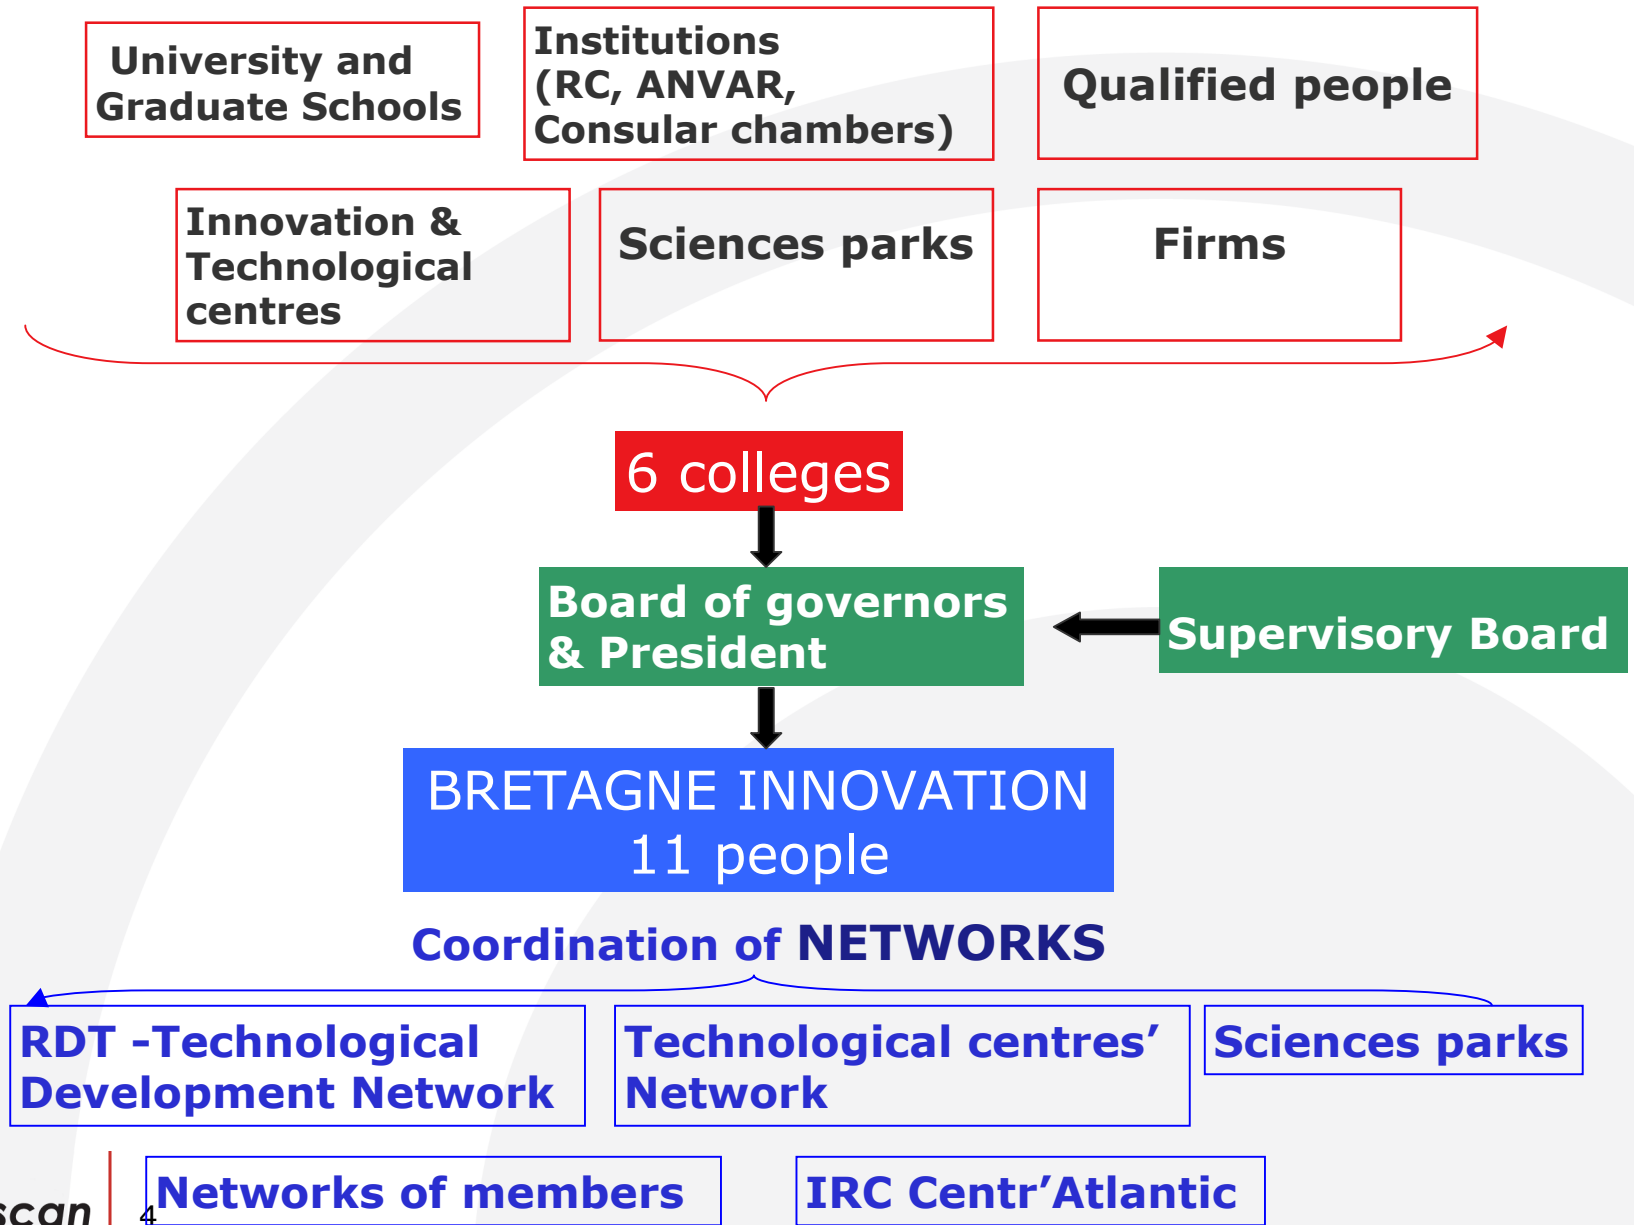 University and
Graduate Schools
Institutions
(RC, ANVAR,
Consular chambers)
Qualified people
Innovation &
Technological
centres
Sciences parks
Firms
6 colleges
Board of governors
& President
Supervisory Board
BRETAGNE INNOVATION
11 people
Coordination of NETWORKS
RDT -Technological
Development Network
Technological centres’
Network
Sciences parks
Networks of members
IRC Centr’Atlantic
scan
4